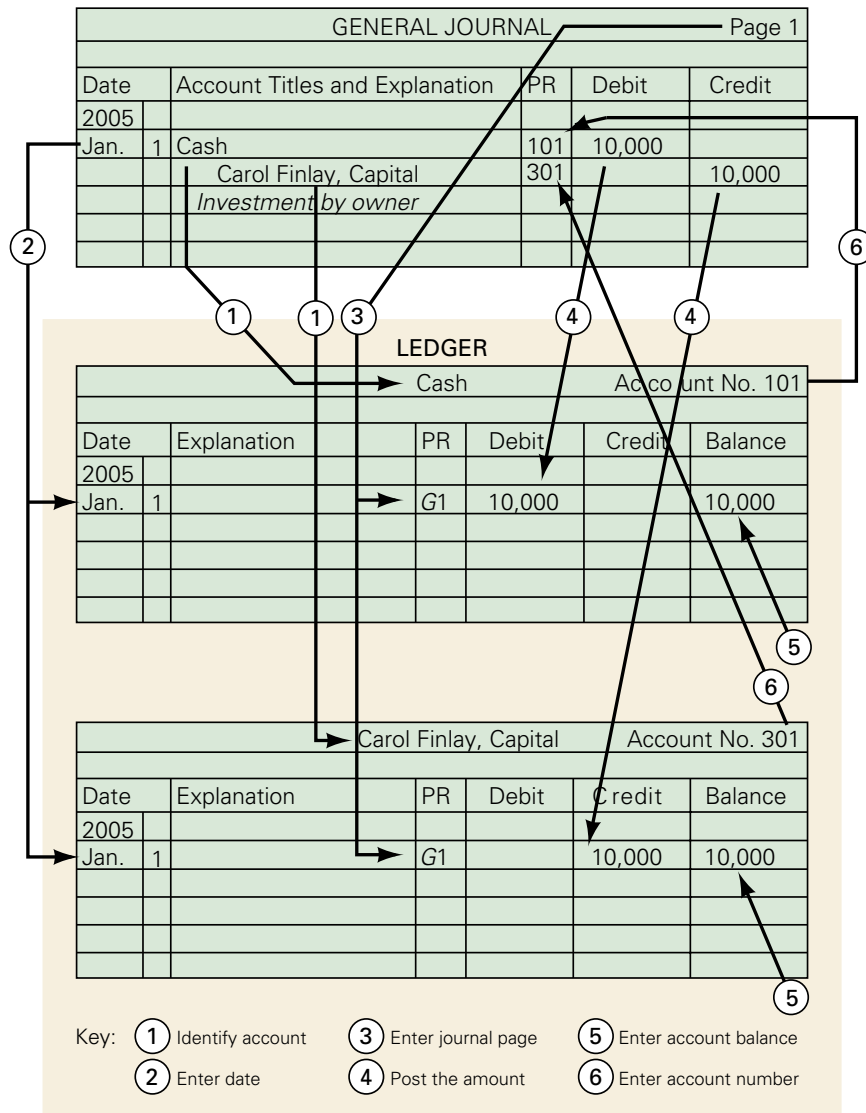 GENERAL JOURNAL Page 1
Date Account Titles and Explanation PR Debit Credit
2005
Jan. 1 Cash 101 10,000
Carol Finlay, Capital 301 10,000
Investment by owner
2 6
1 1 3 4 4
LEDGER
Cash Account No. 101
Date Explanation PR Debit Credit Balance
2005
Jan. 1 G1 10,000 10,000
5
6
Carol Finlay, Capital Account No. 301
Date Explanation PR Debit Credit Balance
2005
Jan. 1 G1 10,000 10,000
5
Key: 1 Identify account 3 Enter journal page 5 Enter account balance
2 Enter date 4 Post the amount 6 Enter account number